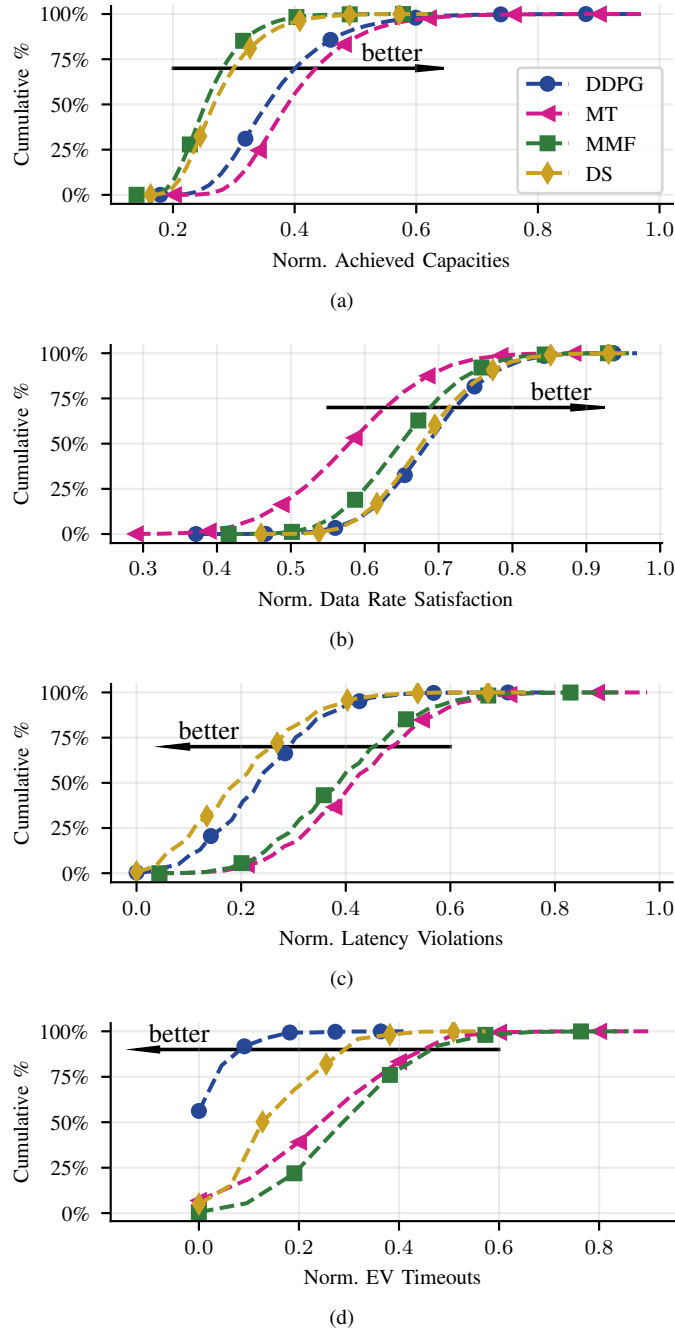 100%
75%
50%
25%
0%
Cumulative %
better
DDPG
MT
MMF
DS
0.2 0.4 0.6 0.8 1.0
Norm. Achieved Capacities
(a)
100%
75%
50%
25%
0%
Cumulative %
better
0.3 0.4 0.5 0.6 0.7 0.8 0.9 1.0
Norm. Data Rate Satisfaction
(b)
100%
75%
50%
25%
0%
Cumulative %
better
0.0 0.2 0.4 0.6 0.8 1.0
Norm. Latency Violations
(c)
100%
75%
50%
25%
0%
Cumulative %
better
0.0 0.2 0.4 0.6 0.8
Norm. EV Timeouts
(d)